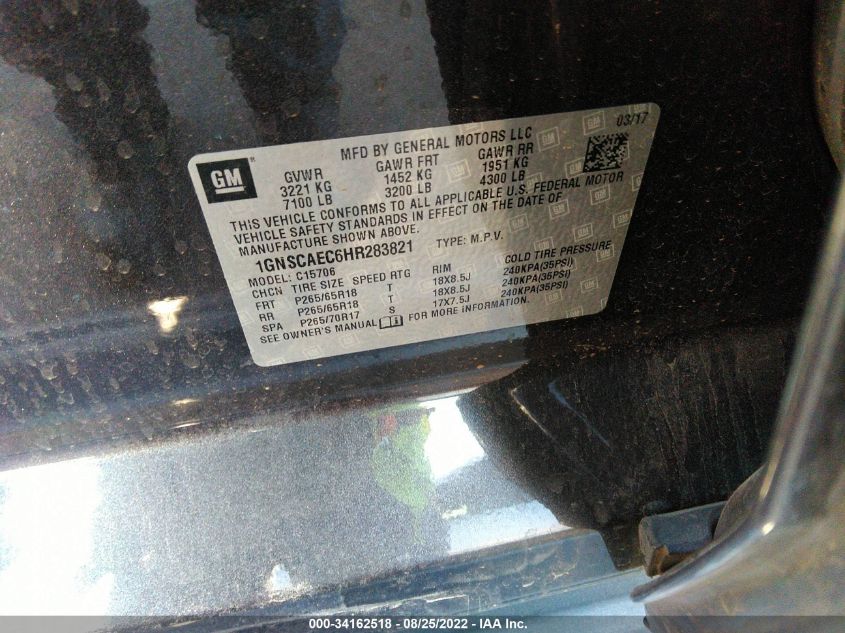 GM ®
MFD BY GENERAL MOTORS LLC 03/17
GVWR GAWR FRT GAWR RR
3221 KG 1452 KG 1951 KG
7100 LB 3200 LB 4300 LB
THIS VEHICLE CONFORMS TO ALL APPLICABLE U.S. FEDERAL MOTOR
VEHICLE SAFETY STANDARDS IN EFFECT ON THE DATE OF
MANUFACTURE SHOWN ABOVE.
1GNSCAEC6HR283821 TYPE: M.P.V.
MODEL: C15706
CHCN TIRE SIZE SPEED RTG RIM COLD TIRE PRESSURE
FRT P265/65R18 T 18X8.5J 240KPA(35PSI)
RR P265/65R18 T 18X8.5J 240KPA(35PSI)
SPA P265/70R17 S 17X7.5J 240KPA(35PSI)
SEE OWNER'S MANUAL FOR MORE INFORMATION.
000-34162518 - 08/25/2022 - IAA Inc.